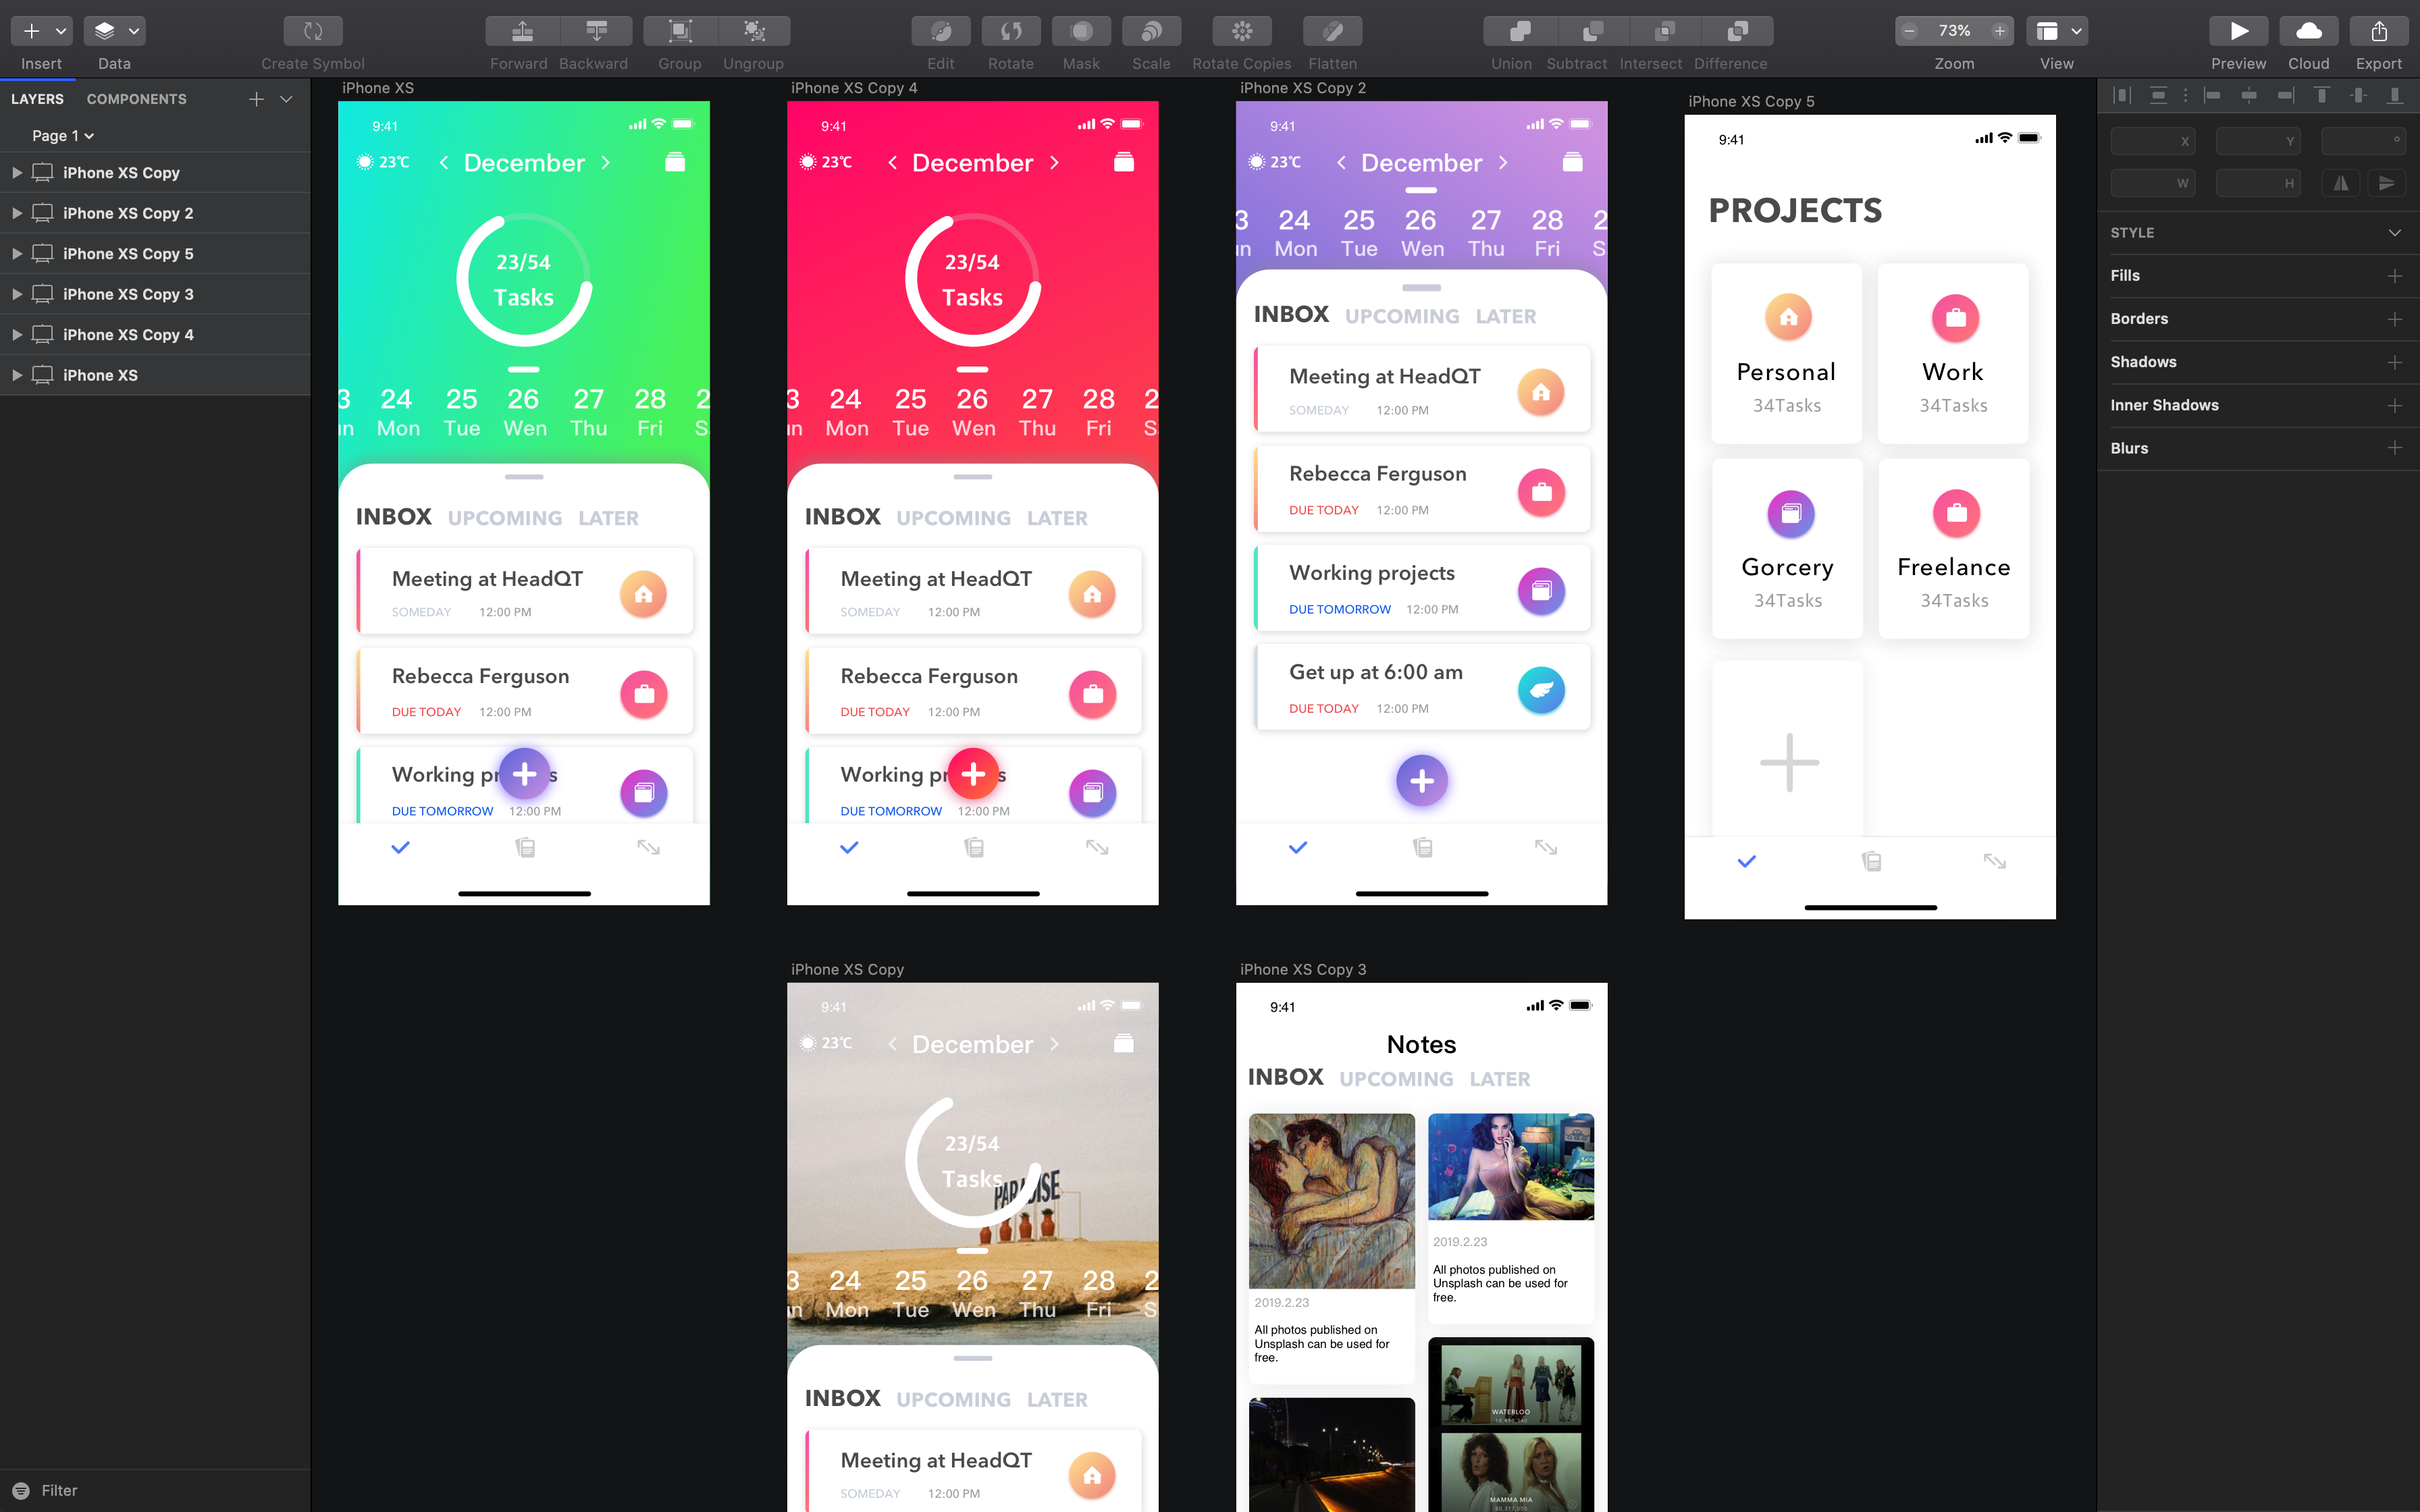 Insert
Data
Create Symbol
Forward
Backward
Group
Ungroup
Edit
Rotate
Mask
Scale
Rotate Copies
Flatten
Union
Subtract
Intersect
Difference
73%
Zoom
View
Preview
Cloud
Export
LAYERS
COMPONENTS
Page 1
iPhone XS Copy
iPhone XS Copy 2
iPhone XS Copy 5
iPhone XS Copy 3
iPhone XS Copy 4
iPhone XS
Filter
iPhone XS
9:41
23℃
December
23/54
Tasks
3 24 25 26 27 28 2
un Mon Tue Wen Thu Fri S
INBOX UPCOMING LATER
Meeting at HeadQT
SOMEDAY 12:00 PM
Rebecca Ferguson
DUE TODAY 12:00 PM
Working pr s
DUE TOMORROW 12:00 PM
iPhone XS Copy 4
9:41
23℃
December
23/54
Tasks
3 24 25 26 27 28 2
un Mon Tue Wen Thu Fri S
INBOX UPCOMING LATER
Meeting at HeadQT
SOMEDAY 12:00 PM
Rebecca Ferguson
DUE TODAY 12:00 PM
Working pr s
DUE TOMORROW 12:00 PM
iPhone XS Copy 2
9:41
23℃
December
3 24 25 26 27 28 2
un Mon Tue Wen Thu Fri S
INBOX UPCOMING LATER
Meeting at HeadQT
SOMEDAY 12:00 PM
Rebecca Ferguson
DUE TODAY 12:00 PM
Working projects
DUE TOMORROW 12:00 PM
Get up at 6:00 am
DUE TODAY 12:00 PM
iPhone XS Copy 5
9:41
PROJECTS
Personal
34Tasks
Work
34Tasks
Gorcery
34Tasks
Freelance
34Tasks
iPhone XS Copy
9:41
23℃
December
23/54
Tasks
PARADISE
3 24 25 26 27 28 2
un Mon Tue Wen Thu Fri S
INBOX UPCOMING LATER
Meeting at HeadQT
SOMEDAY 12:00 PM
iPhone XS Copy 3
9:41
Notes
INBOX UPCOMING LATER
2019.2.23
All photos published on
Unsplash can be used for
free.
2019.2.23
All photos published on
Unsplash can be used for
free.
WATERLOO
MAMMA MIA
X
Y
°
W
H
STYLE
Fills
Borders
Shadows
Inner Shadows
Blurs